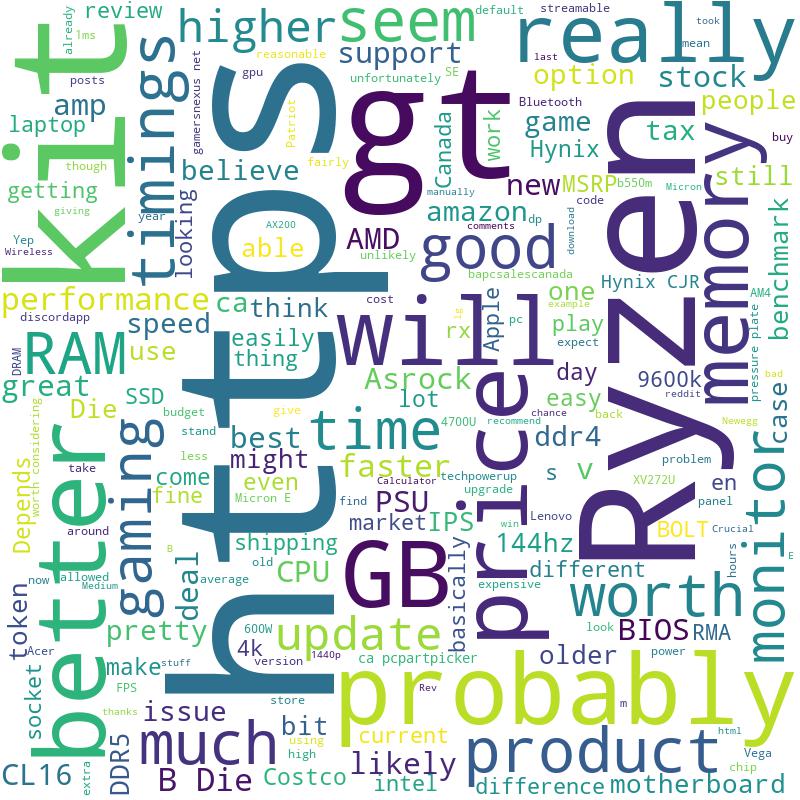 review
already
1ms
posts
kit
amp
laptop
though
getting
giving
Yep
Wireless
timings
higher
seem
default
streamable
took
mean
really
gamersnexus net
gpu
reasonable
support
unfortunately
SE
option
stock
https
Patriot
fairly
gt
Bluetooth
people
buy
Canada
work
game
Hynix
tax
memory
believe
looking
year
manually
new
MSRP
b550m
Micron
still
code
amazon
dp
comments
download
AX200
able
AMD
unlikely
good
bapcsalescanada
Ryzen
Hynix CJR
benchmark
performance
discordapp
ca
think
cost
will
lg
Apple
pc
one
example
play
expect
AM4
pressure plate
DRAM
RAM
speed
use
easily
thing
rx
price
great
SSD
Asrock
day
9600k
reddit
bad
case
worth considering
Die
budget
give
lot
4700U
chance
easy
back
Newegg
recommend
stand
time
ddr4
problem
monitor
better
Depends
gaming
best
might
less
faster
techpowerup
upgrade
take
come
fine
even
Micron E
find
Calculator
PSU
s
v
XV272U
en
panel
Lenovo
around
market
IPS
win
BOLT
Crucial
hours
E
B
shipping
old
144hz
different
now
allowed
Medium
deal
average
CPU
GB
basically
expensive
worth
token
Acer
pretty
600W
update
look
BIOS
RMA
4k
version
1440p
ca pcpartpicker
older
power
socket
make
stuff
FPS
store
probably
Rev
m
thanks
issue
bit
using
current
html
DDR5
much
high
likely
product
Vega
chip
CL16
extra
B Die
Costco
intel
difference
motherboard